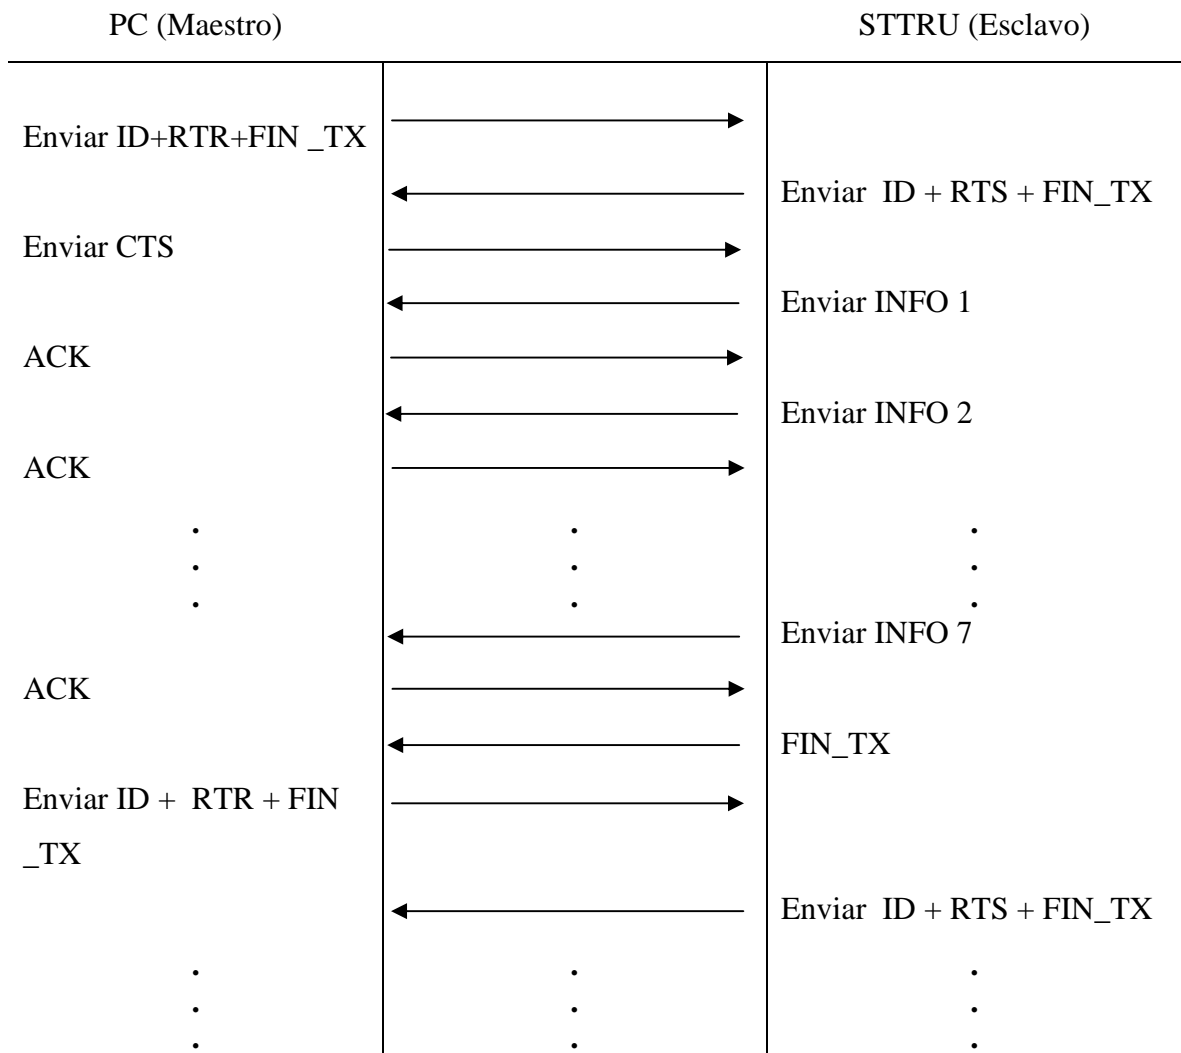 PC (Maestro) STTRU (Esclavo)
Enviar ID+RTR+FIN _TX
Enviar ID + RTS + FIN_TX
Enviar CTS
Enviar INFO 1
ACK
Enviar INFO 2
ACK
Enviar INFO 7
ACK
FIN_TX
Enviar ID + RTR + FIN
_TX
Enviar ID + RTS + FIN_TX